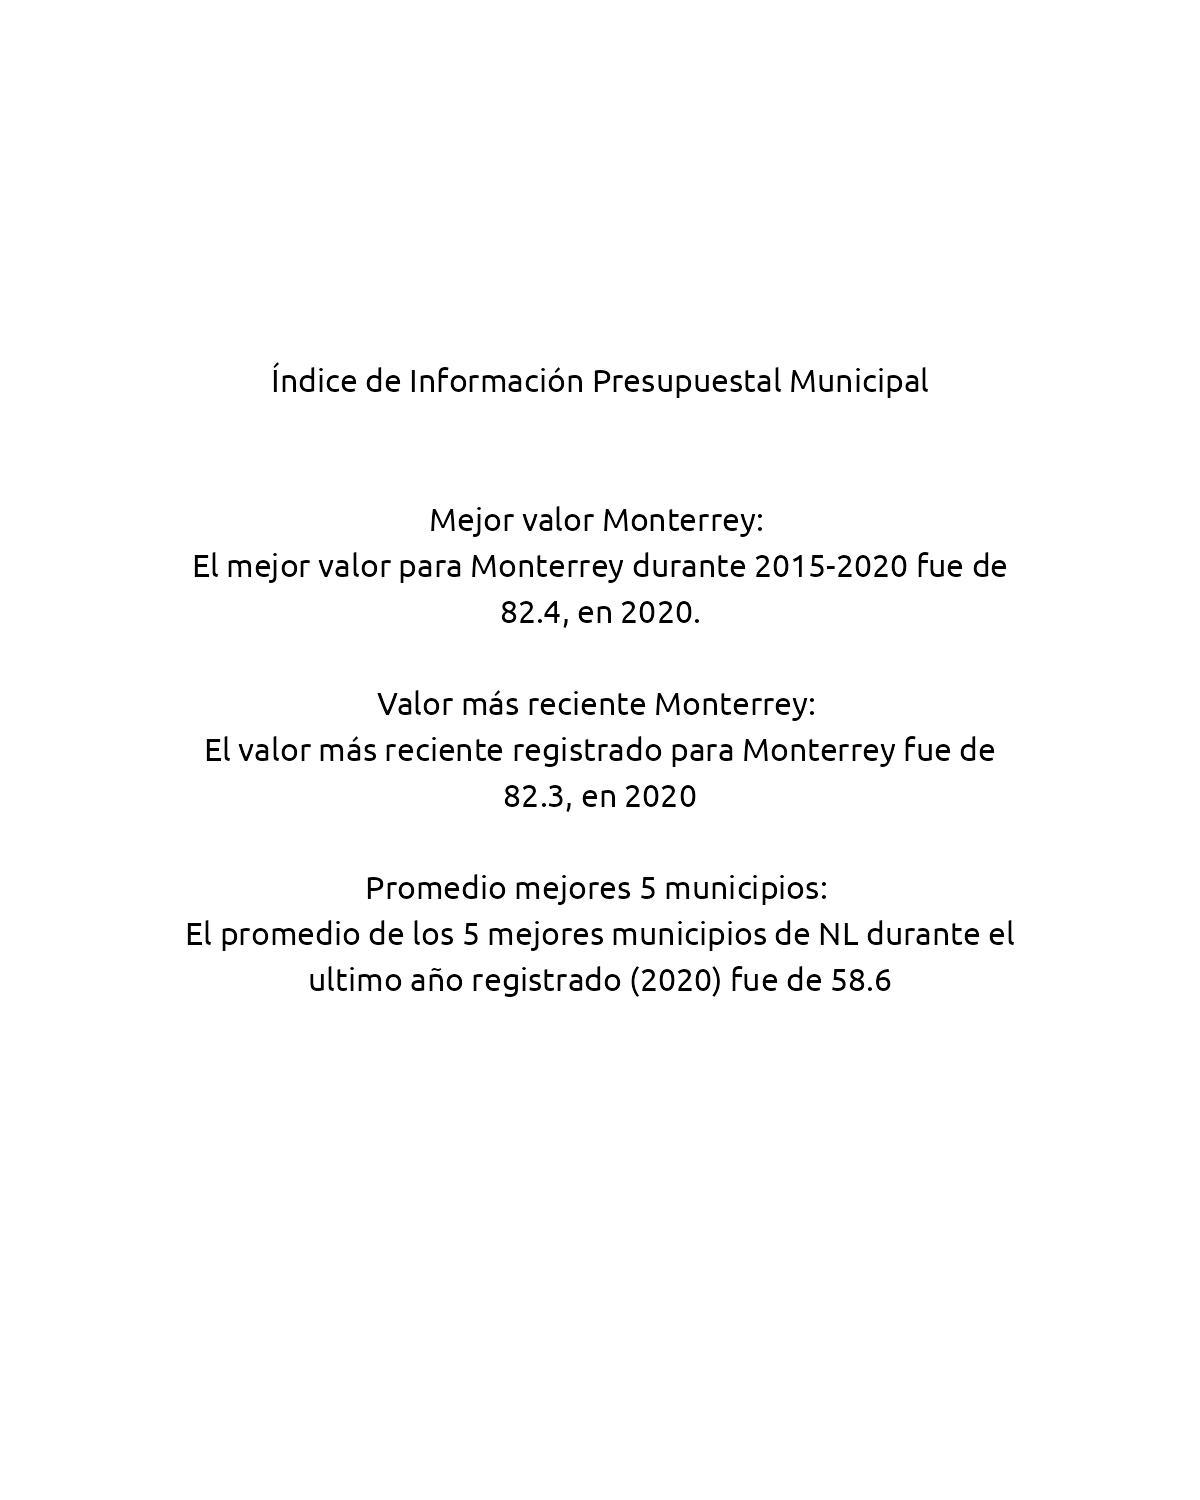 Índice de Información Presupuestal Municipal
Mejor valor Monterrey:
El mejor valor para Monterrey durante 2015-2020 fue de
82.4, en 2020.
Valor más reciente Monterrey:
El valor más reciente registrado para Monterrey fue de
82.3, en 2020
Promedio mejores 5 municipios:
El promedio de los 5 mejores municipios de NL durante el
ultimo año registrado (2020) fue de 58.6